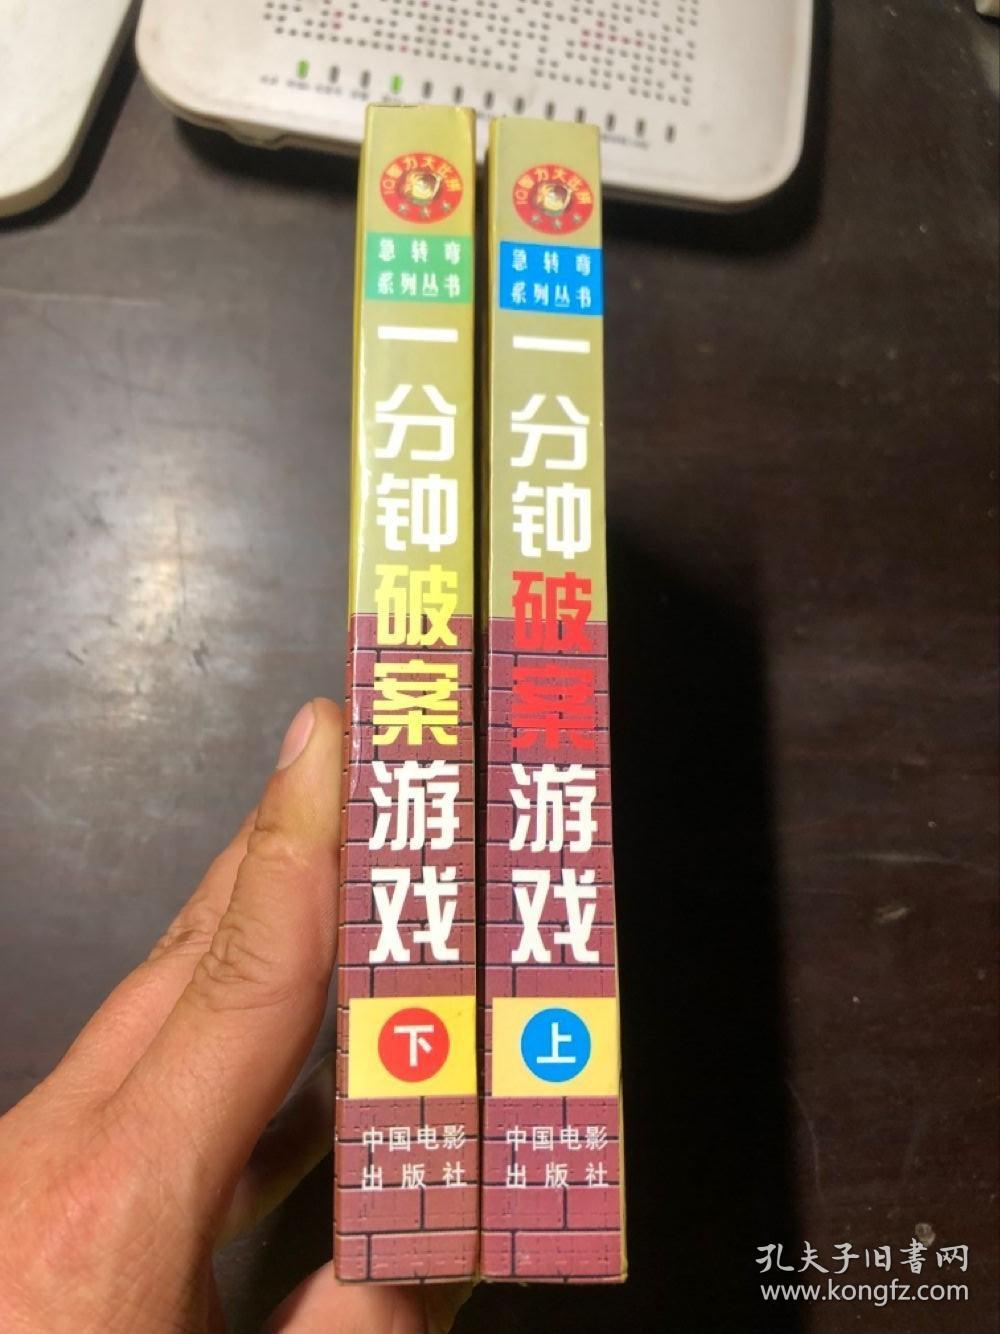 IQ智力大比拼
急转弯
系列丛书
一分钟破案游戏
下
中国电影
出版社
IQ智力大比拼
急转弯
系列丛书
一分钟破案游戏
上
中国电影
出版社
孔夫子旧書网
www.kongfz.com